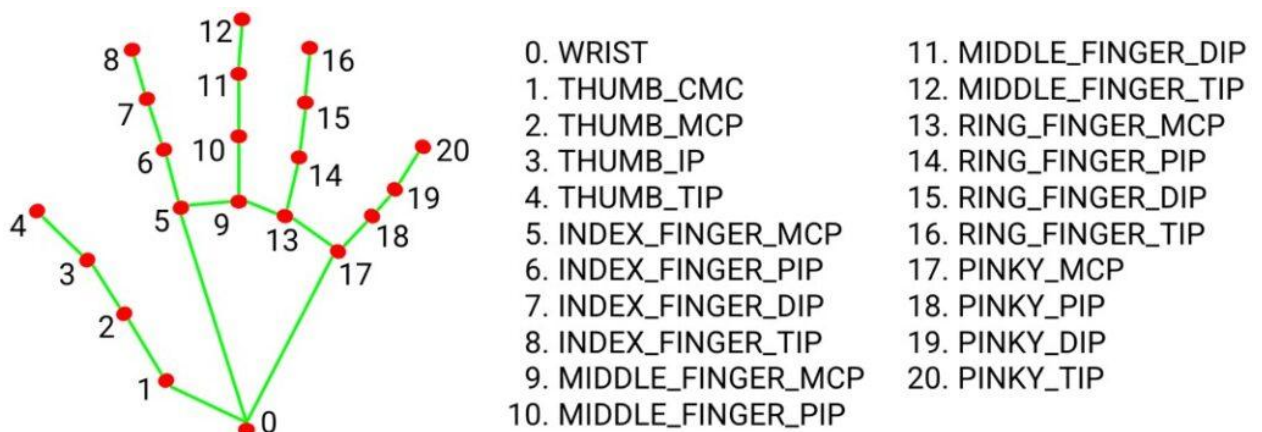 12
8
16
11
7
15
10
6
14
20
19
4
5
9
13
18
3
17
2
1
0
0. WRIST
1. THUMB_CMC
2. THUMB_MCP
3. THUMB_IP
4. THUMB_TIP
5. INDEX_FINGER_MCP
6. INDEX_FINGER_PIP
7. INDEX_FINGER_DIP
8. INDEX_FINGER_TIP
9. MIDDLE_FINGER_MCP
10. MIDDLE_FINGER_PIP
11. MIDDLE_FINGER_DIP
12. MIDDLE_FINGER_TIP
13. RING_FINGER_MCP
14. RING_FINGER_PIP
15. RING_FINGER_DIP
16. RING_FINGER_TIP
17. PINKY_MCP
18. PINKY_PIP
19. PINKY_DIP
20. PINKY_TIP